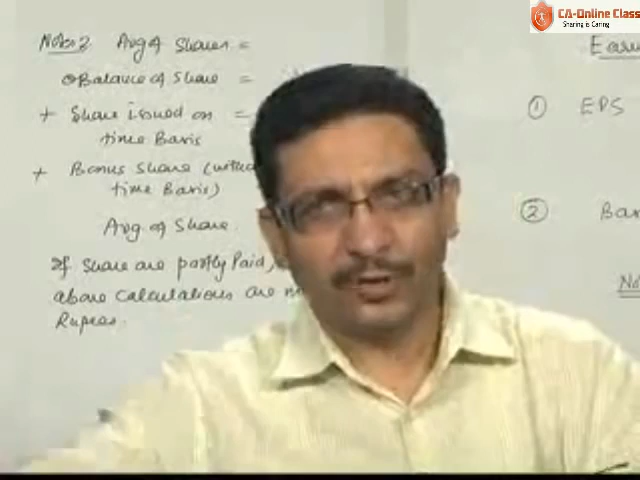 CA-Online Class
Sharing is Caring
Note:2 Avg of Shares =
Balance of Share =
+ Share issued on =
time Basis
+ Bonus Share (witho
time Basis)
Avg of Share
If Share are partly Paid,
above Calculations are
Rupees.
Earn
① EPS
② Bas
No